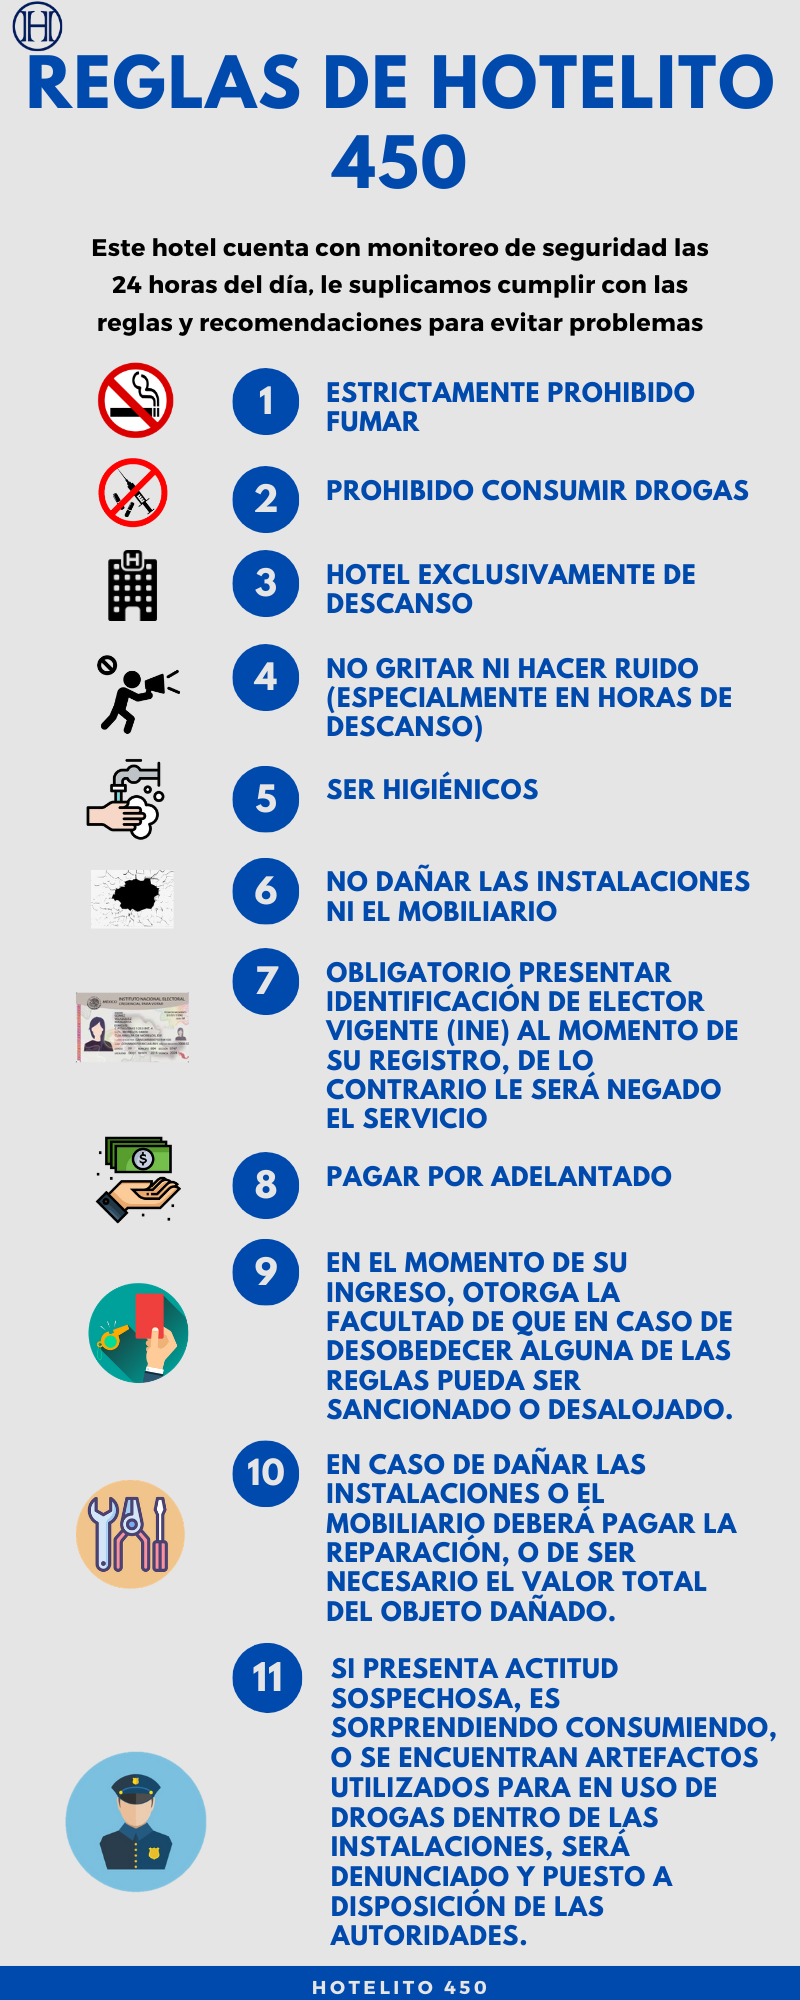 H
REGLAS DE HOTELITO
450
Este hotel cuenta con monitoreo de seguridad las
24 horas del día, le suplicamos cumplir con las
reglas y recomendaciones para evitar problemas
1
ESTRICTAMENTE PROHIBIDO
FUMAR
2
PROHIBIDO CONSUMIR DROGAS
H
3
HOTEL EXCLUSIVAMENTE DE
DESCANSO
4
NO GRITAR NI HACER RUIDO
(ESPECIALMENTE EN HORAS DE
DESCANSO)
5
SER HIGIÉNICOS
6
NO DAÑAR LAS INSTALACIONES
NI EL MOBILIARIO
7
OBLIGATORIO PRESENTAR
IDENTIFICACIÓN DE ELECTOR
VIGENTE (INE) AL MOMENTO DE
SU REGISTRO, DE LO
CONTRARIO LE SERÁ NEGADO
EL SERVICIO
MÉXICO INSTITUTO NACIONAL ELECTORAL
CREDENCIAL PARA VOTAR
$
8
PAGAR POR ADELANTADO
9
EN EL MOMENTO DE SU
INGRESO, OTORGA LA
FACULTAD DE QUE EN CASO DE
DESOBEDECER ALGUNA DE LAS
REGLAS PUEDA SER
SANCIONADO O DESALOJADO.
10
EN CASO DE DAÑAR LAS
INSTALACIONES O EL
MOBILIARIO DEBERÁ PAGAR LA
REPARACIÓN, O DE SER
NECESARIO EL VALOR TOTAL
DEL OBJETO DAÑADO.
11
SI PRESENTA ACTITUD
SOSPECHOSA, ES
SORPRENDIENDO CONSUMIENDO,
O SE ENCUENTRAN ARTEFACTOS
UTILIZADOS PARA EN USO DE
DROGAS DENTRO DE LAS
INSTALACIONES, SERÁ
DENUNCIADO Y PUESTO A
DISPOSICIÓN DE LAS
AUTORIDADES.
HOTELITO 450